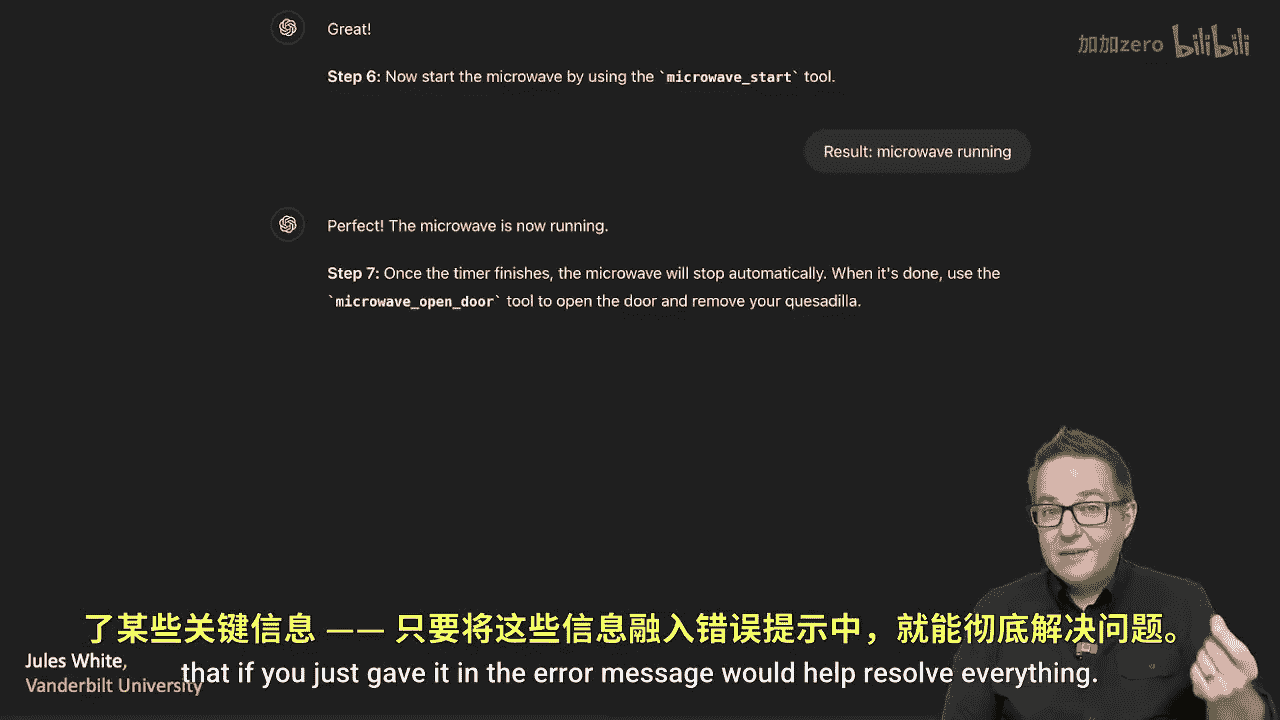 Great!
加加zero bilibili
Step 6: Now start the microwave by using the `microwave_start` tool.
Result: microwave running
Perfect! The microwave is now running.
Step 7: Once the timer finishes, the microwave will stop automatically. When it's done, use the
`microwave_open_door` tool to open the door and remove your quesadilla.
了某些关键信息 —— 只要将这些信息融入错误提示中，就能彻底解决问题。
Jules White,
that if you just gave it in the error message would help resolve everything.
Vanderbilt University